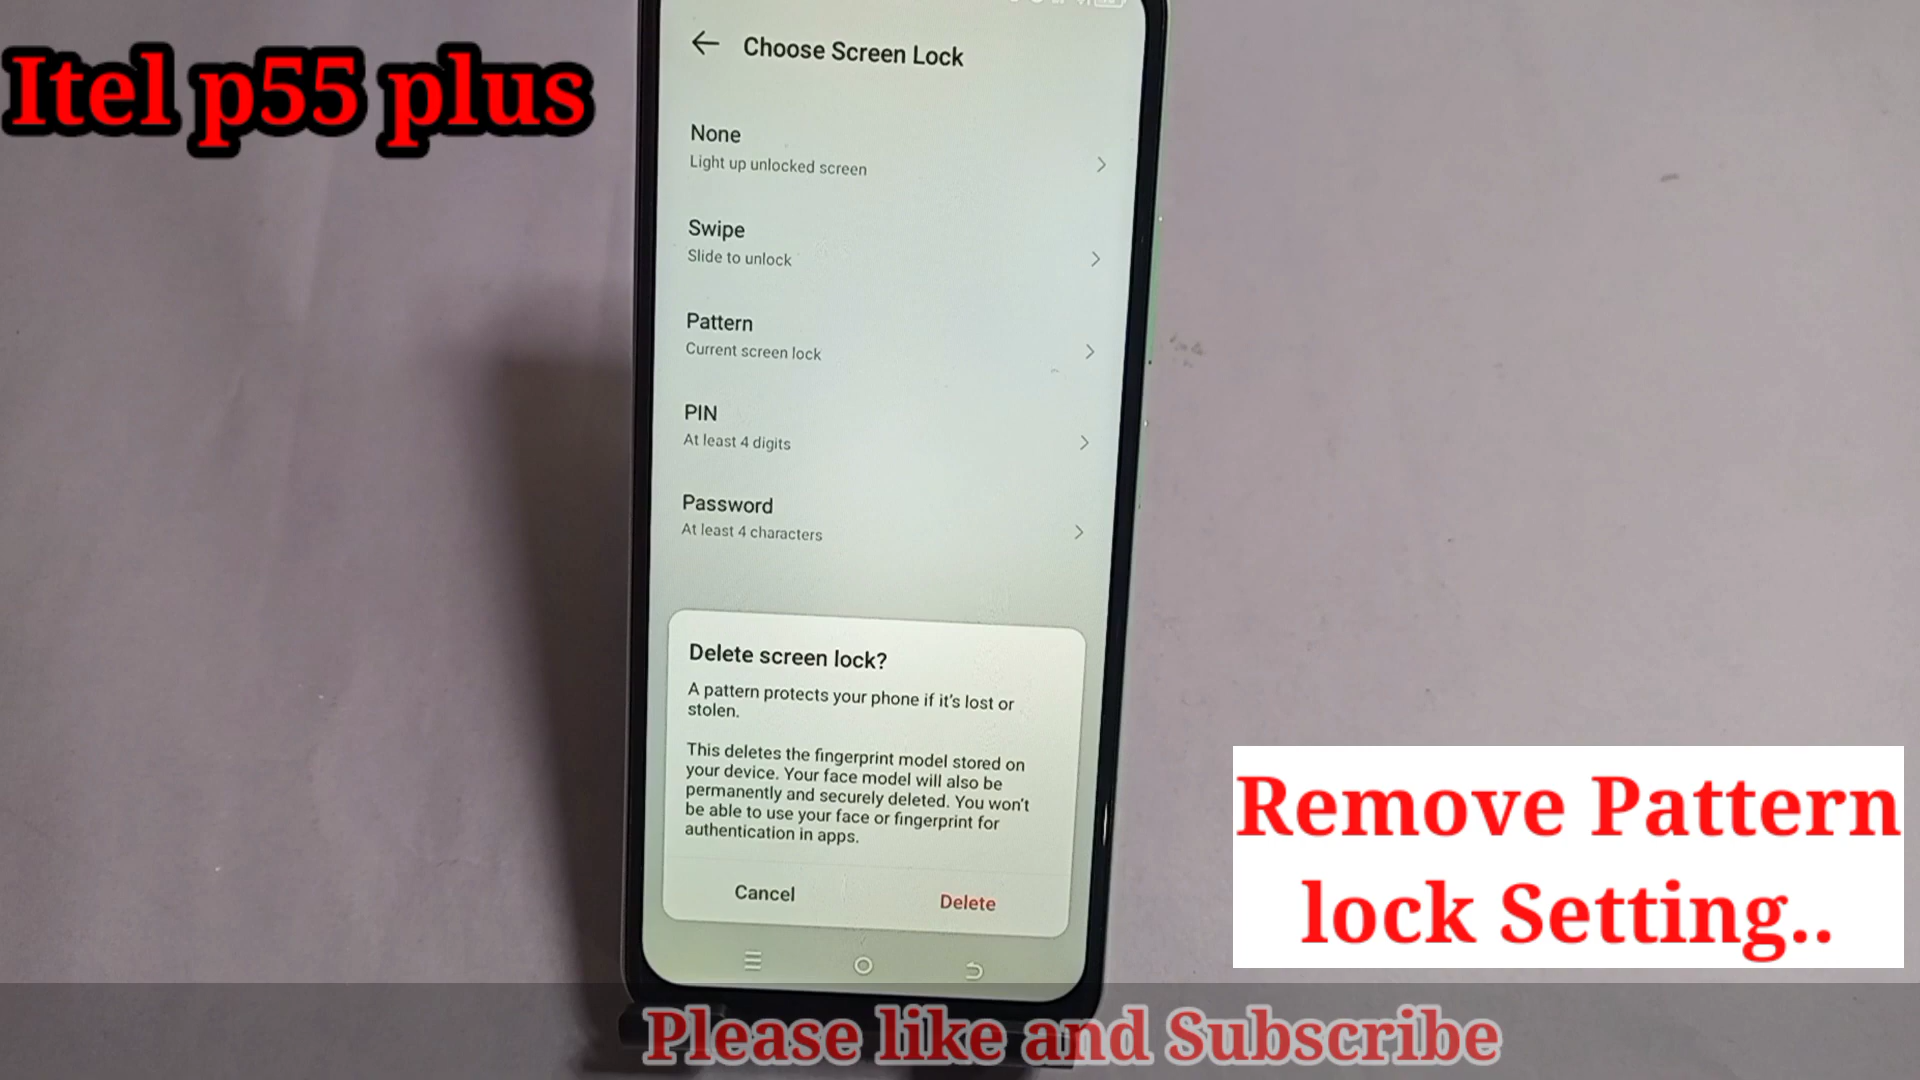 Itel p55 plus
Choose Screen Lock
None
Light up unlocked screen
Swipe
Slide to unlock
Pattern
Current screen lock
PIN
At least 4 digits
Password
At least 4 characters
Delete screen lock?
A pattern protects your phone if it's lost or
stolen.
This deletes the fingerprint model stored on
your device. Your face model will also be
permanently and securely deleted. You won't
be able to use your face or fingerprint for
authentication in apps.
Cancel
Delete
Remove Pattern
lock Setting..
Please like and Subscribe